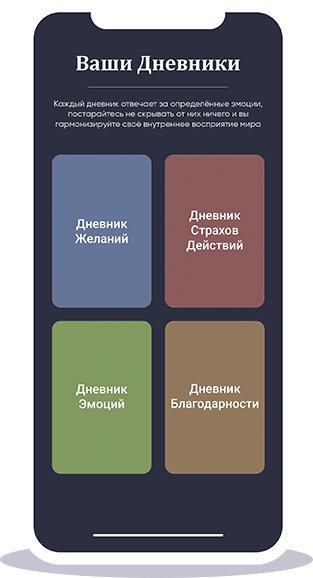 Ваши Дневники
Каждый дневник отвечает за определённые эмоции,
постарайтесь не скрывать от них ничего и вы
гармонизируйте своё внутреннее восприятие мира
Дневник
Желаний
Дневник
Страхов
Действий
Дневник
Эмоций
Дневник
Благодарности